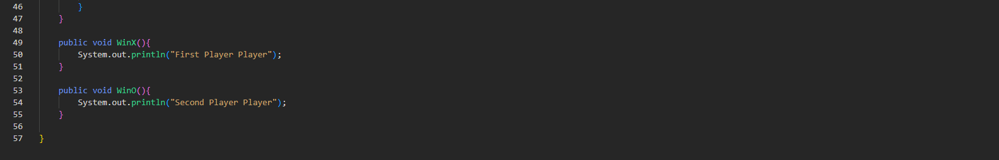 46 }
47 }
48
49 public void WinX(){
50 System.out.println("First Player Player");
51 }
52
53 public void WinO(){
54 System.out.println("Second Player Player");
55 }
56
57 }